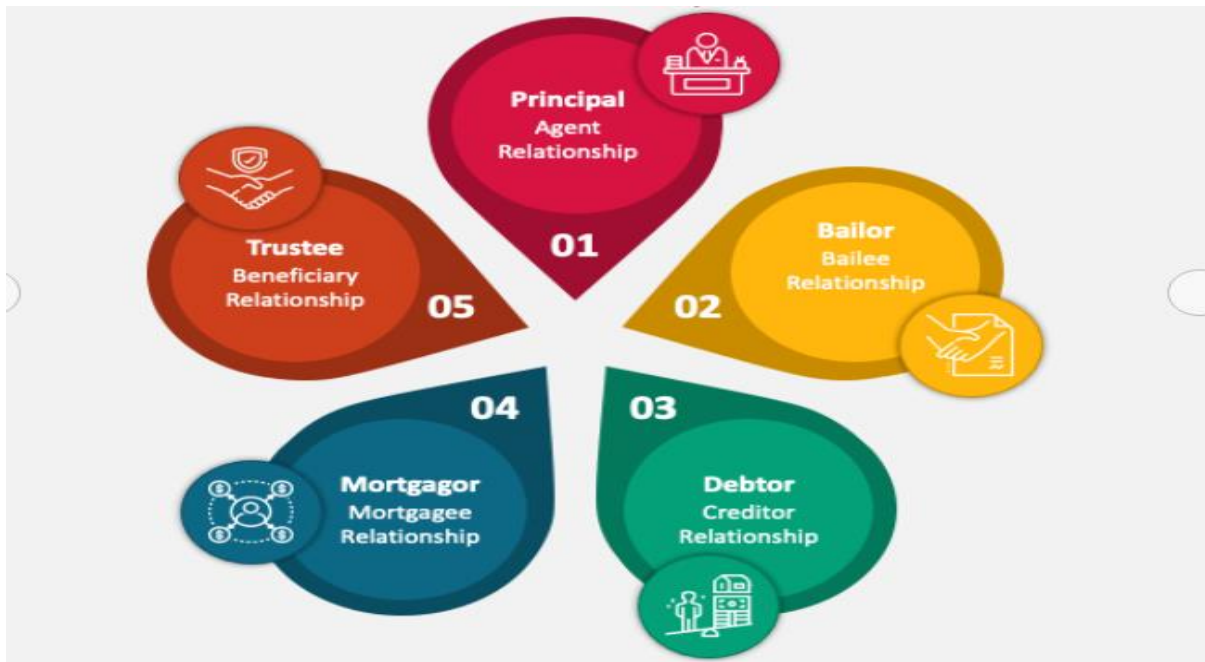 Principal
Agent
Relationship
01
Bailor
Bailee
Relationship
02
03
Debtor
Creditor
Relationship
04
Mortgagor
Mortgagee
Relationship
Trustee
Beneficiary
Relationship
05